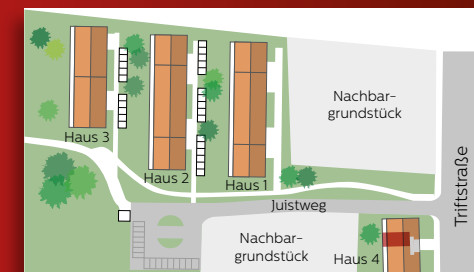 Nachbar-
grundstück
Haus 3
Haus 2
Haus 1
Juistweg
Triftstraße
Nachbar-
grundstück
Haus 4